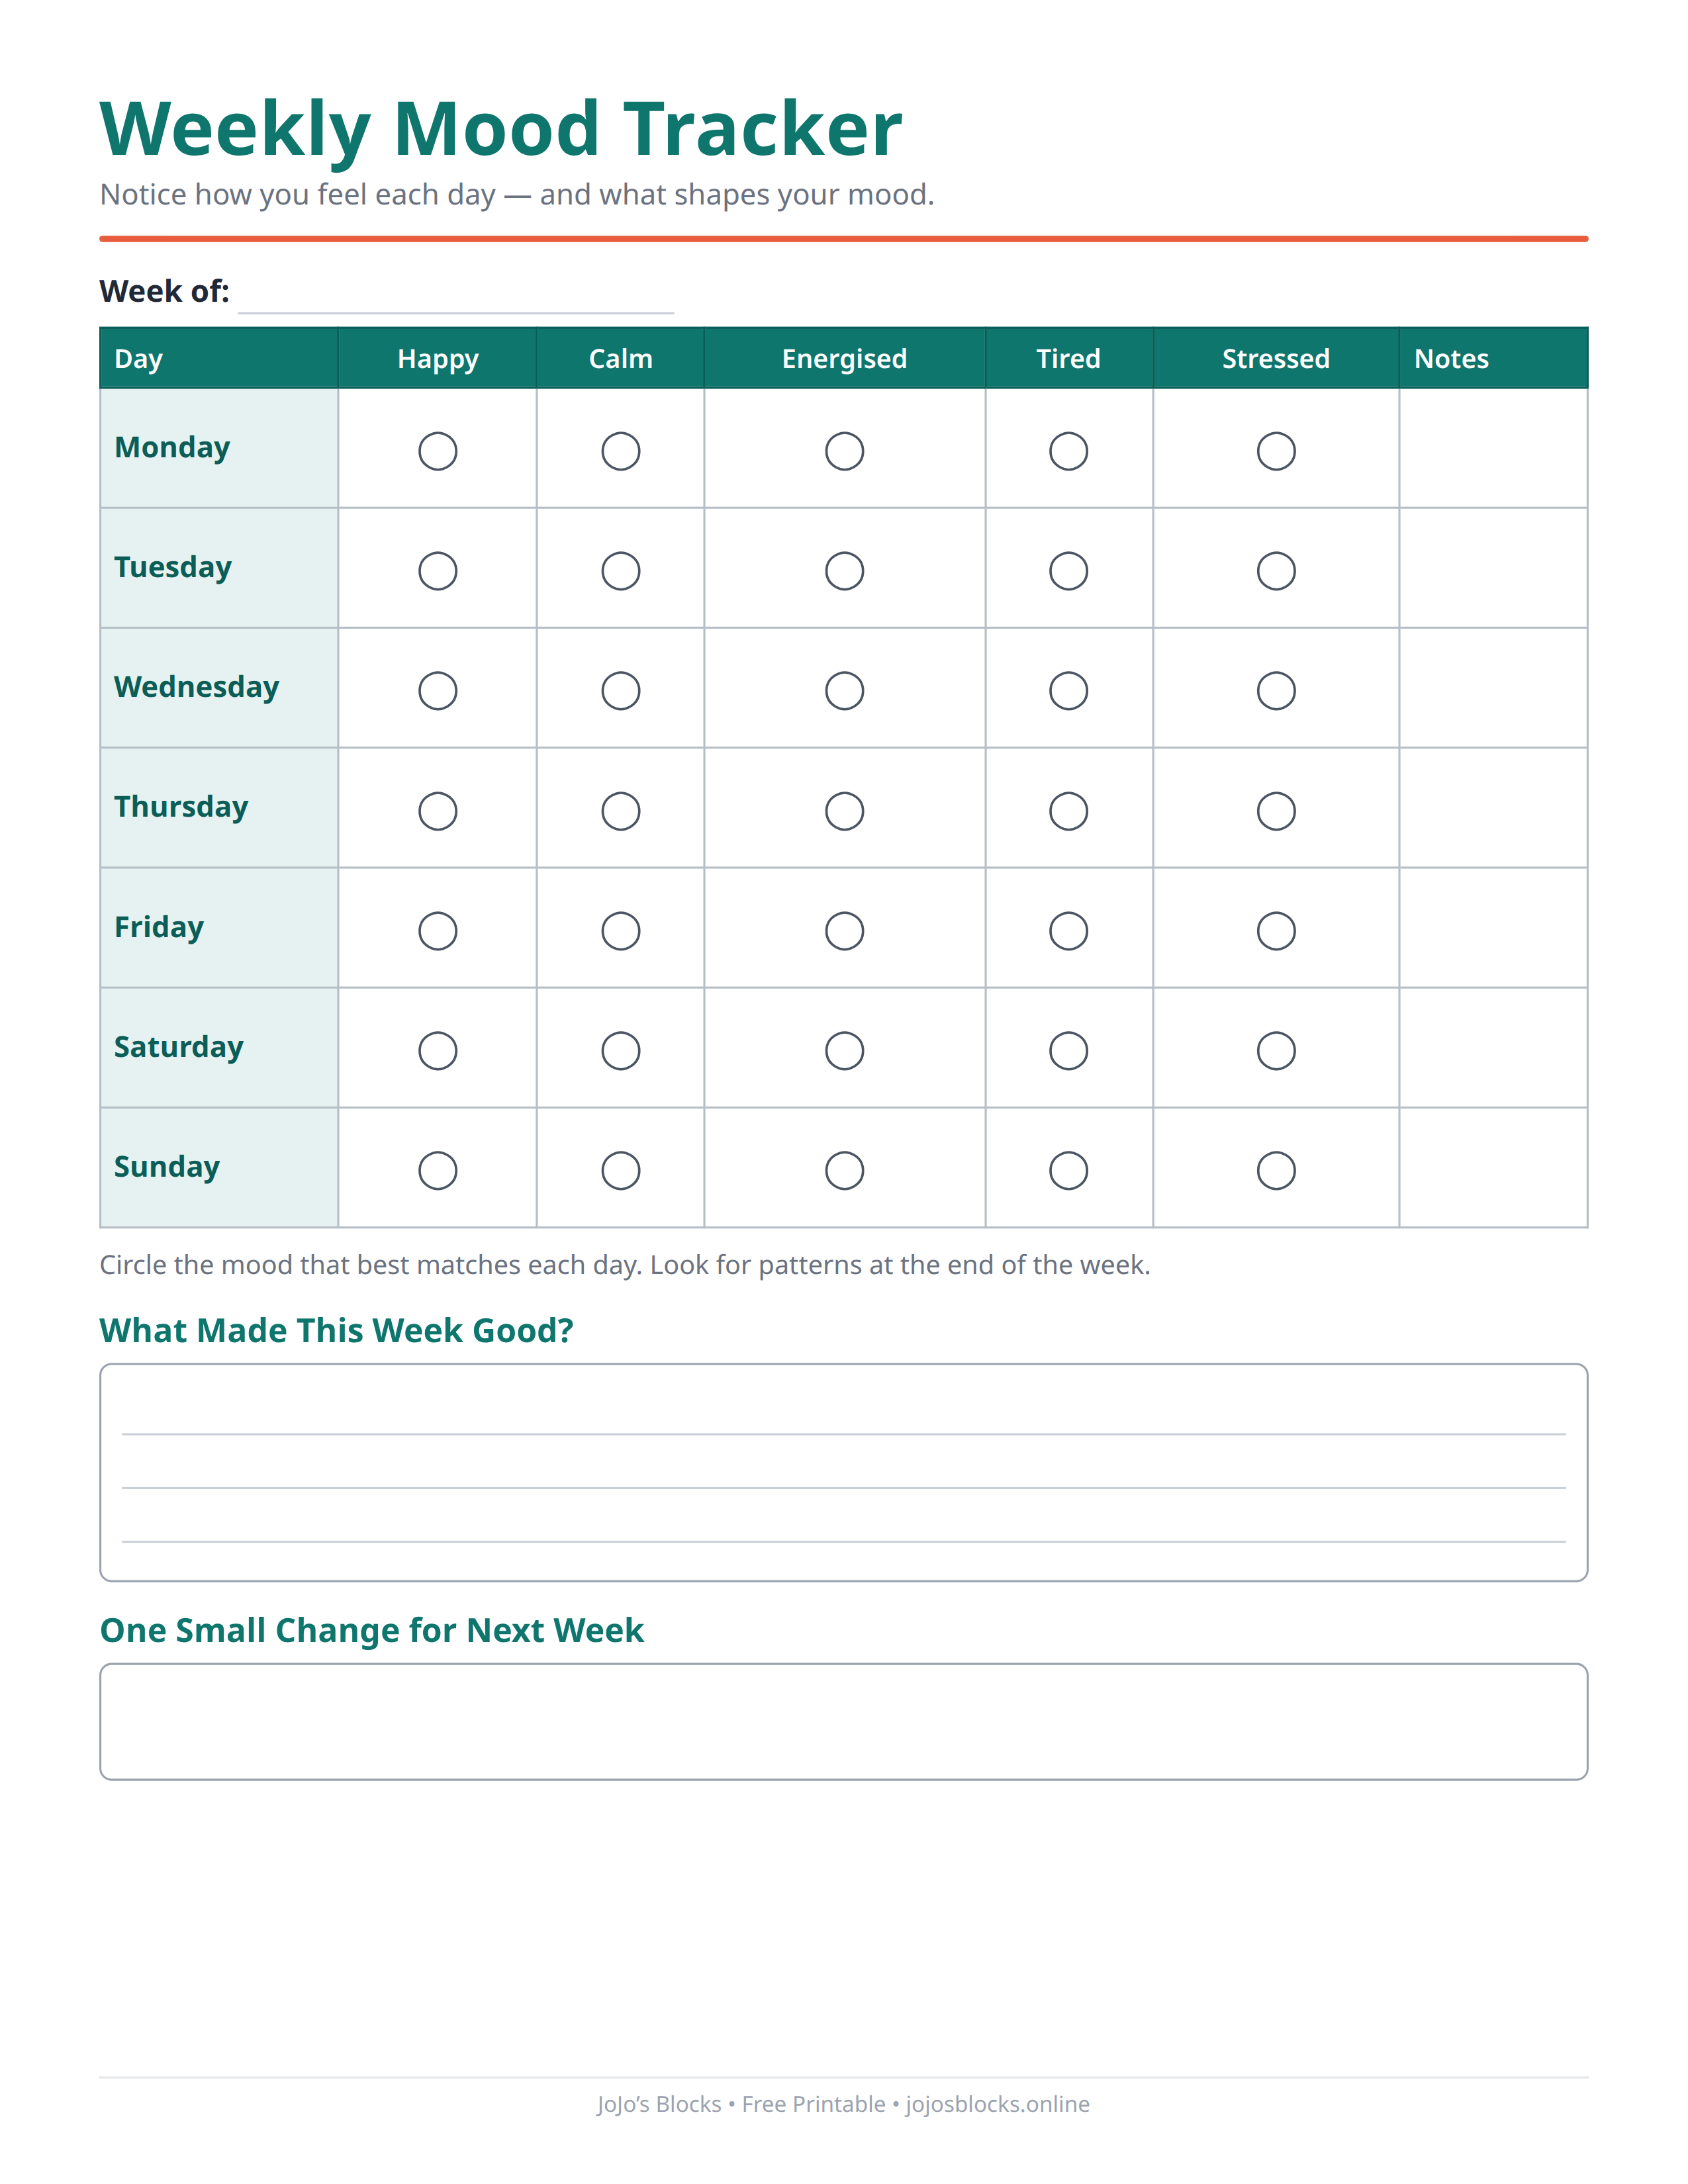 Weekly Mood Tracker
Notice how you feel each day — and what shapes your mood.
Week of:
Day Happy Calm Energised Tired Stressed Notes
Monday
Tuesday
Wednesday
Thursday
Friday
Saturday
Sunday
Circle the mood that best matches each day. Look for patterns at the end of the week.
What Made This Week Good?
One Small Change for Next Week
JoJo’s Blocks • Free Printable • jojosblocks.online